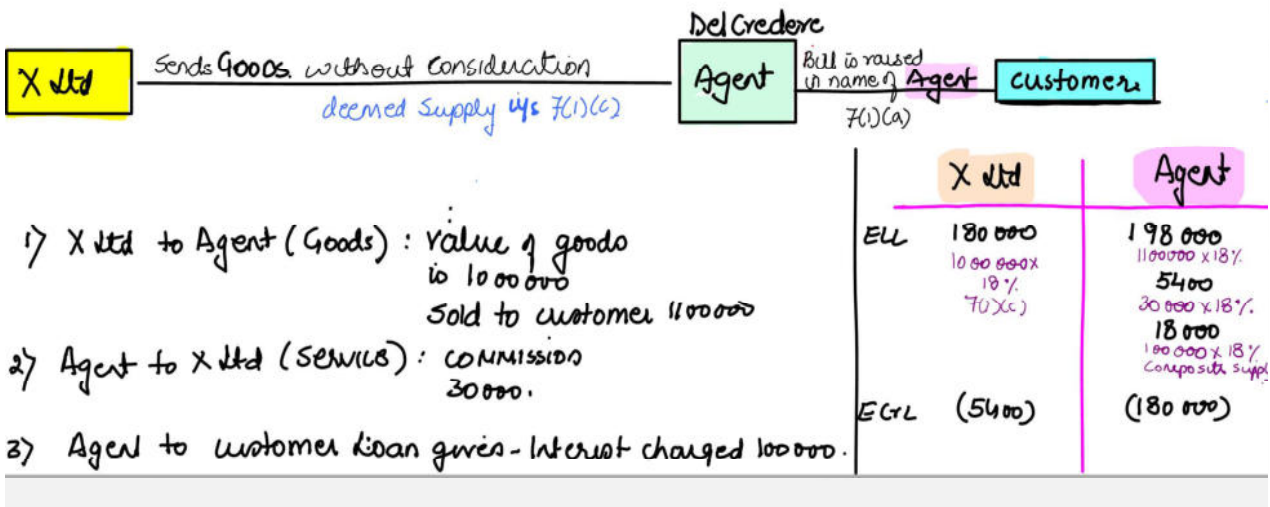 Del Credere
X Ltd
Sends Goods. without Consideration
deemed Supply u/s 7(1)(c)
Agent
Bill is raised
in name of Agent
7(1)(a)
customer
X Ltd
Agent
1) X Ltd to Agent (Goods) : value of goods
is 1000000
Sold to customer 1100000
2) Agent to X Ltd (Service) : COMMISSION
30000.
3) Agent to customer Loan given - Interest charged 100000.
ELL
180000
1000000x
18%
7(1)(c)
198000
1100000 x 18%
5400
30000 x 18%.
18000
100000 x 18%
Composite supply
ECrL
(5400)
(180000)